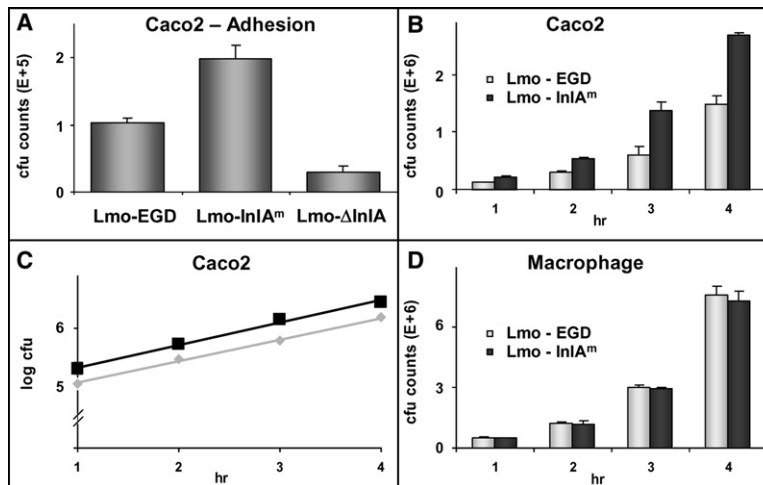 A
Caco2 – Adhesion
cfu counts (E+5)
2
1
0
Lmo-EGD
Lmo-InlAᵐ
Lmo-ΔInlA
B
Caco2
cfu counts (E+6)
2
1
0
Lmo - EGD
Lmo - InlAᵐ
1
2
3
4
hr
C
Caco2
log cfu
6
5
1
2
3
4
hr
D
Macrophage
cfu counts (E+6)
6
3
0
Lmo - EGD
Lmo - InlAᵐ
1
2
3
4
hr